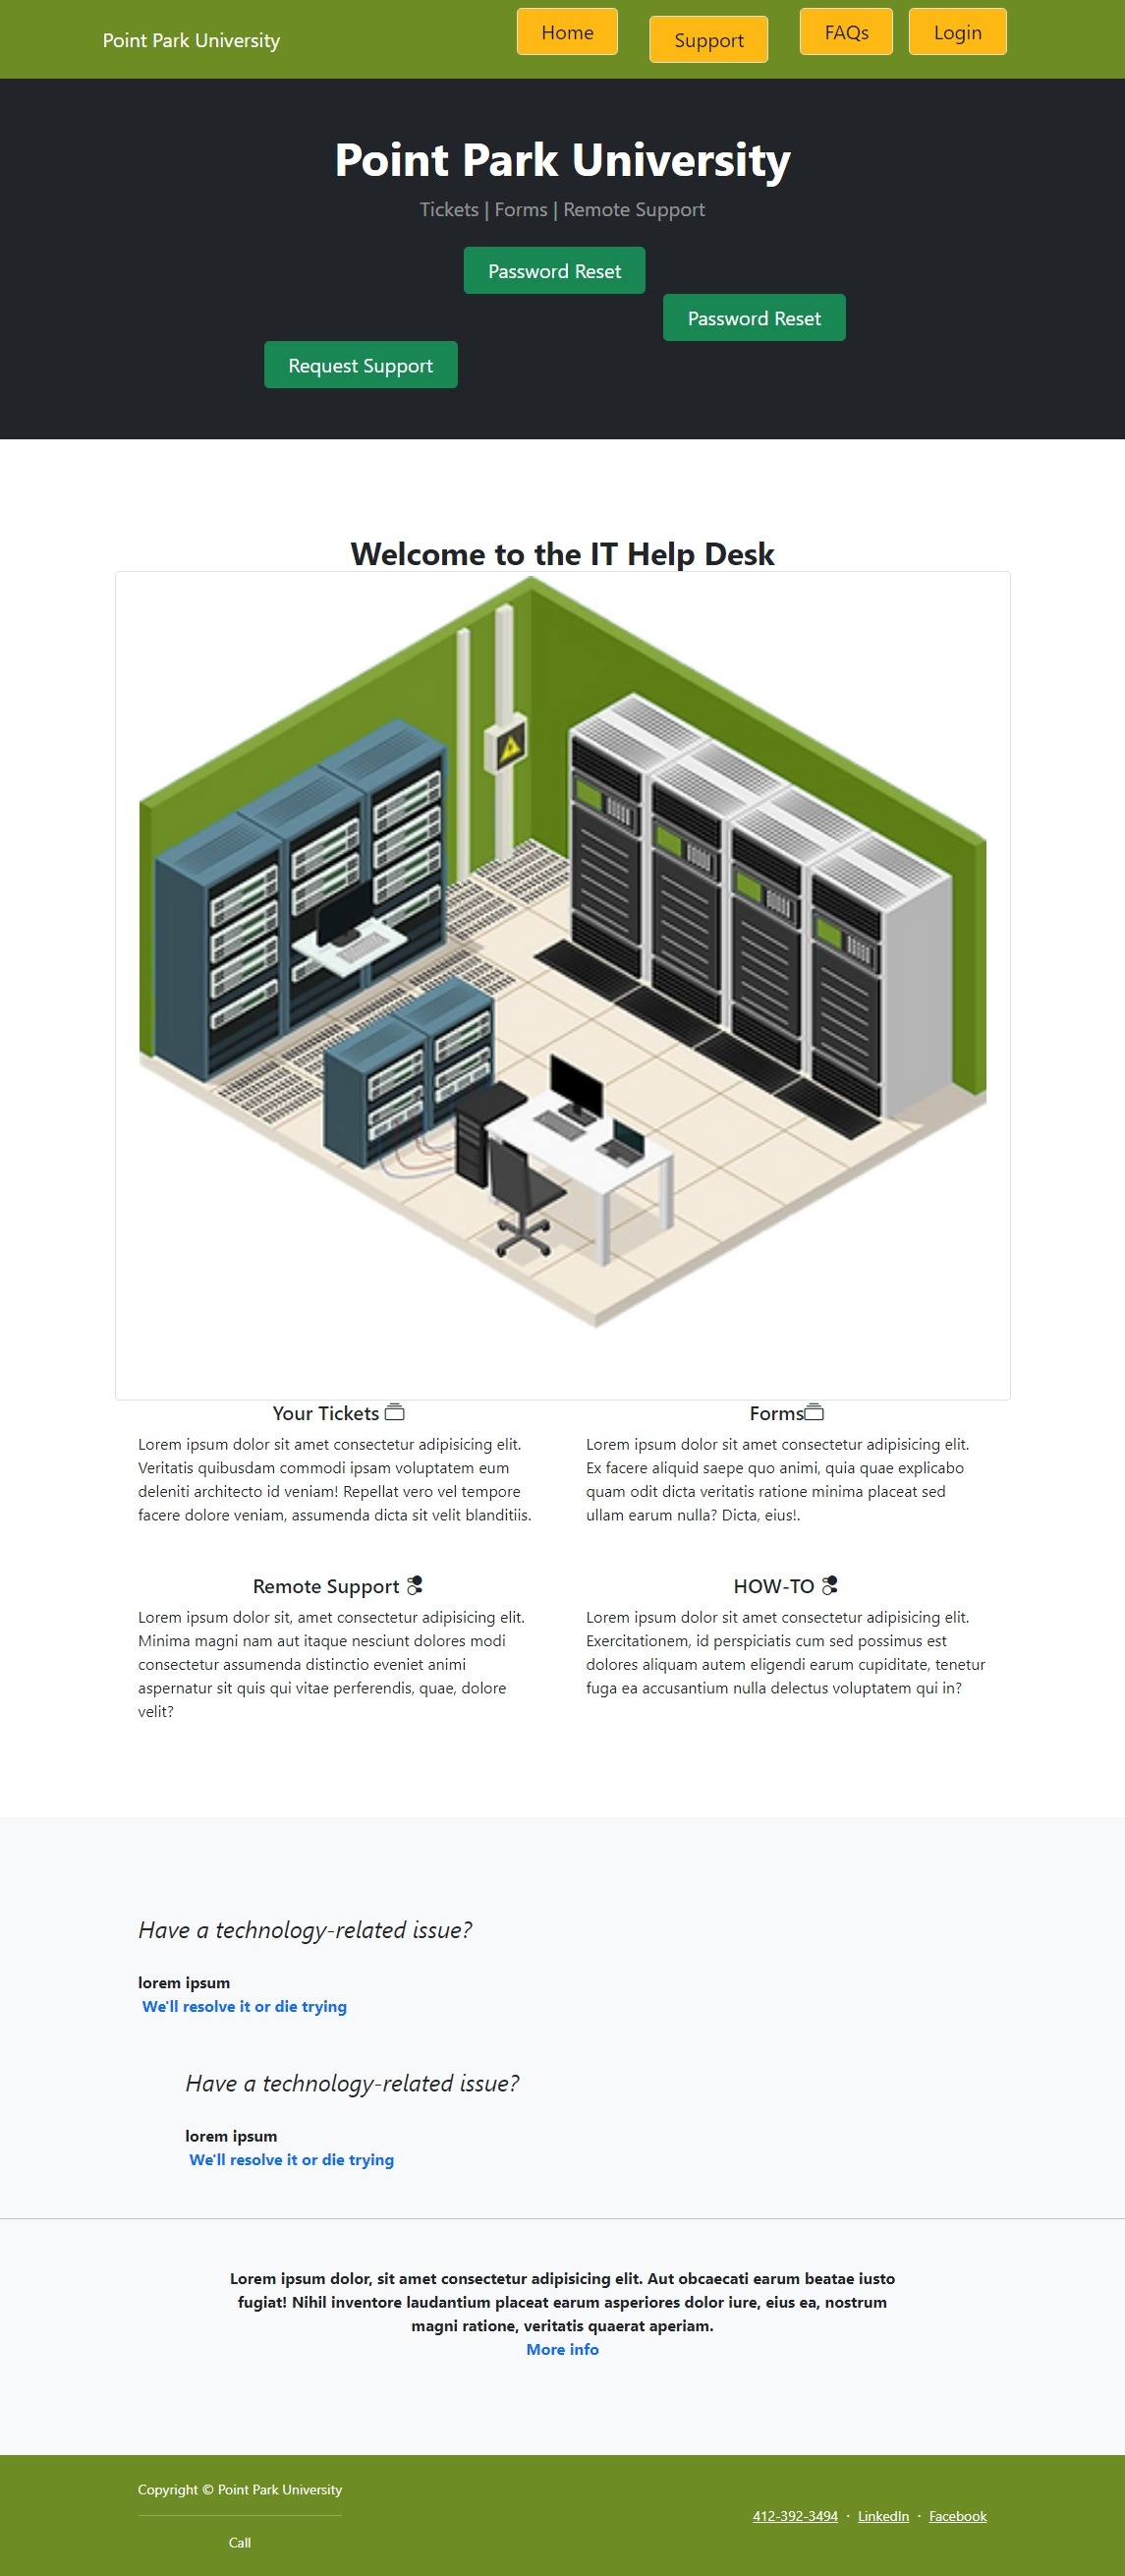 Point Park University
Home
Support
FAQs
Login
Point Park University
Tickets | Forms | Remote Support
Password Reset
Password Reset
Request Support
Welcome to the IT Help Desk
Your Tickets
Lorem ipsum dolor sit amet consectetur adipisicing elit.
Veritatis quibusdam commodi ipsam voluptatem eum
deleniti architecto id veniam! Repellat vero vel tempore
facere dolore veniam, assumenda dicta sit velit blanditiis.
Forms
Lorem ipsum dolor sit amet consectetur adipisicing elit.
Ex facere aliquid saepe quo animi, quia quae explicabo
quam odit dicta veritatis ratione minima placeat sed
ullam earum nulla? Dicta, eius!.
Remote Support
Lorem ipsum dolor sit, amet consectetur adipisicing elit.
Minima magni nam aut itaque nesciunt dolores modi
consectetur assumenda distinctio eveniet animi
aspernatur sit quis qui vitae perferendis, quae, dolore
velit?
HOW-TO
Lorem ipsum dolor sit amet consectetur adipisicing elit.
Exercitationem, id perspiciatis cum sed possimus est
dolores aliquam autem eligendi earum cupiditate, tenetur
fuga ea accusantium nulla delectus voluptatem qui in?
Have a technology-related issue?
lorem ipsum
We'll resolve it or die trying
Have a technology-related issue?
lorem ipsum
We'll resolve it or die trying
Lorem ipsum dolor, sit amet consectetur adipisicing elit. Aut obcaecati earum beatae iusto
fugiat! Nihil inventore laudantium placeat earum asperiores dolor iure, eius ea, nostrum
magni ratione, veritatis quaerat aperiam.
More info
Copyright © Point Park University
Call
412-392-3494 · LinkedIn · Facebook